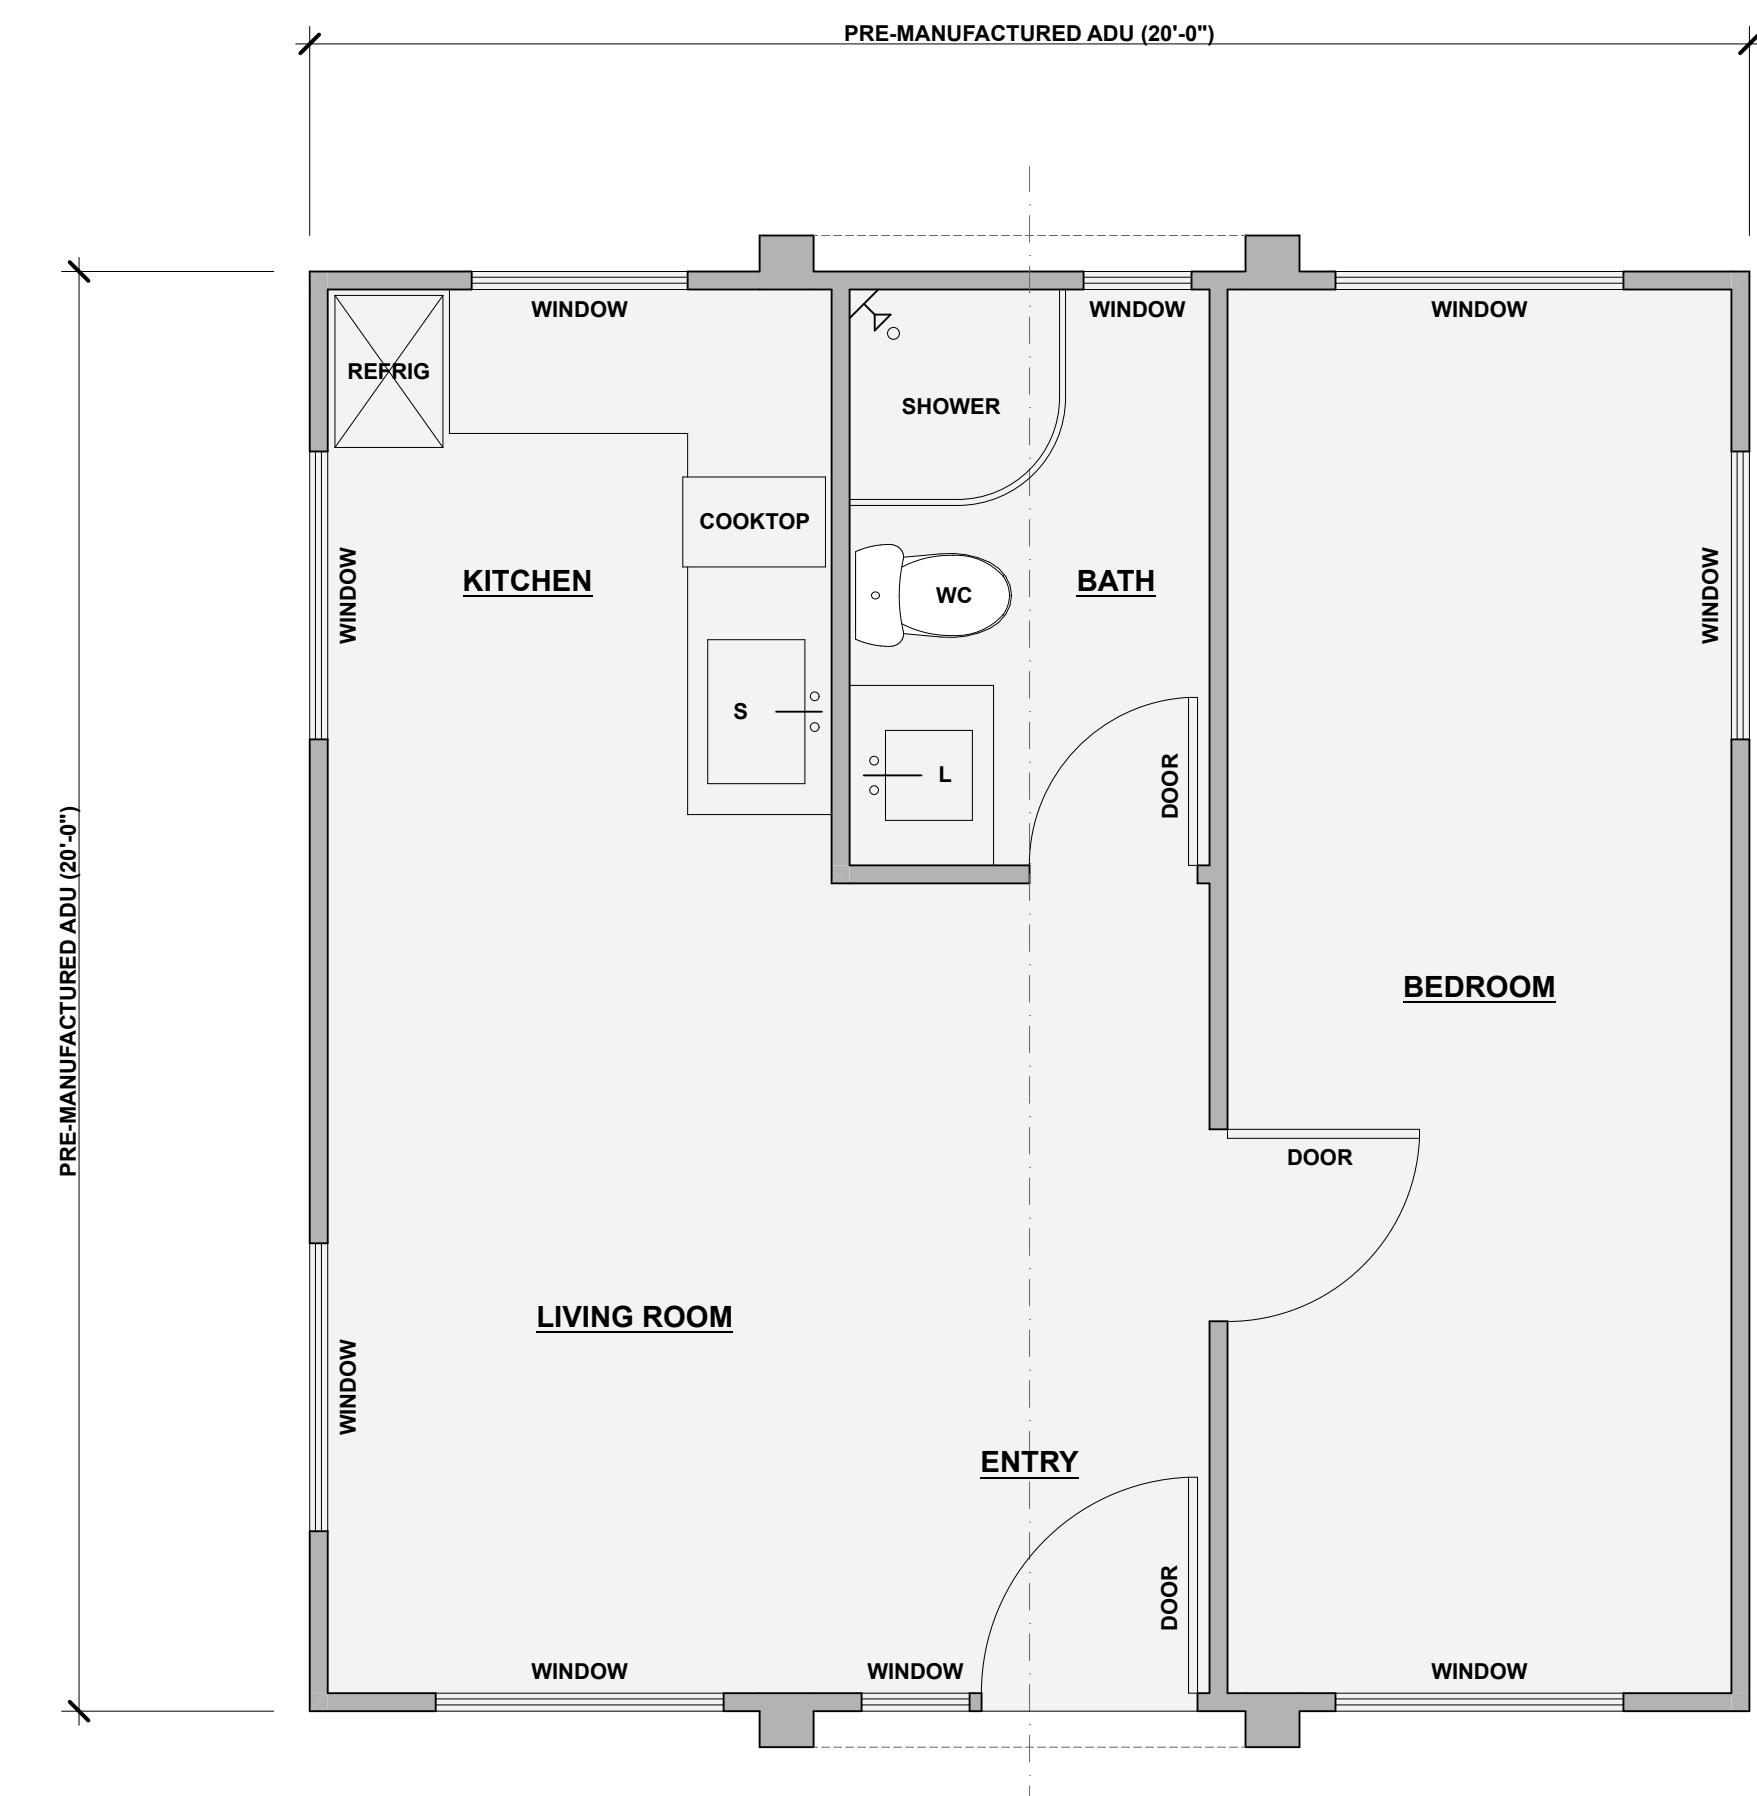 PRE-MANUFACTURED ADU (20'-0")
WINDOW
WINDOW
WINDOW
REFRIG
SHOWER
COOKTOP
KITCHEN
WC
BATH
WINDOW
WINDOW
S
L
DOOR
PRE-MANUFACTURED ADU (20'-0")
BEDROOM
DOOR
LIVING ROOM
WINDOW
ENTRY
DOOR
WINDOW
WINDOW
WINDOW